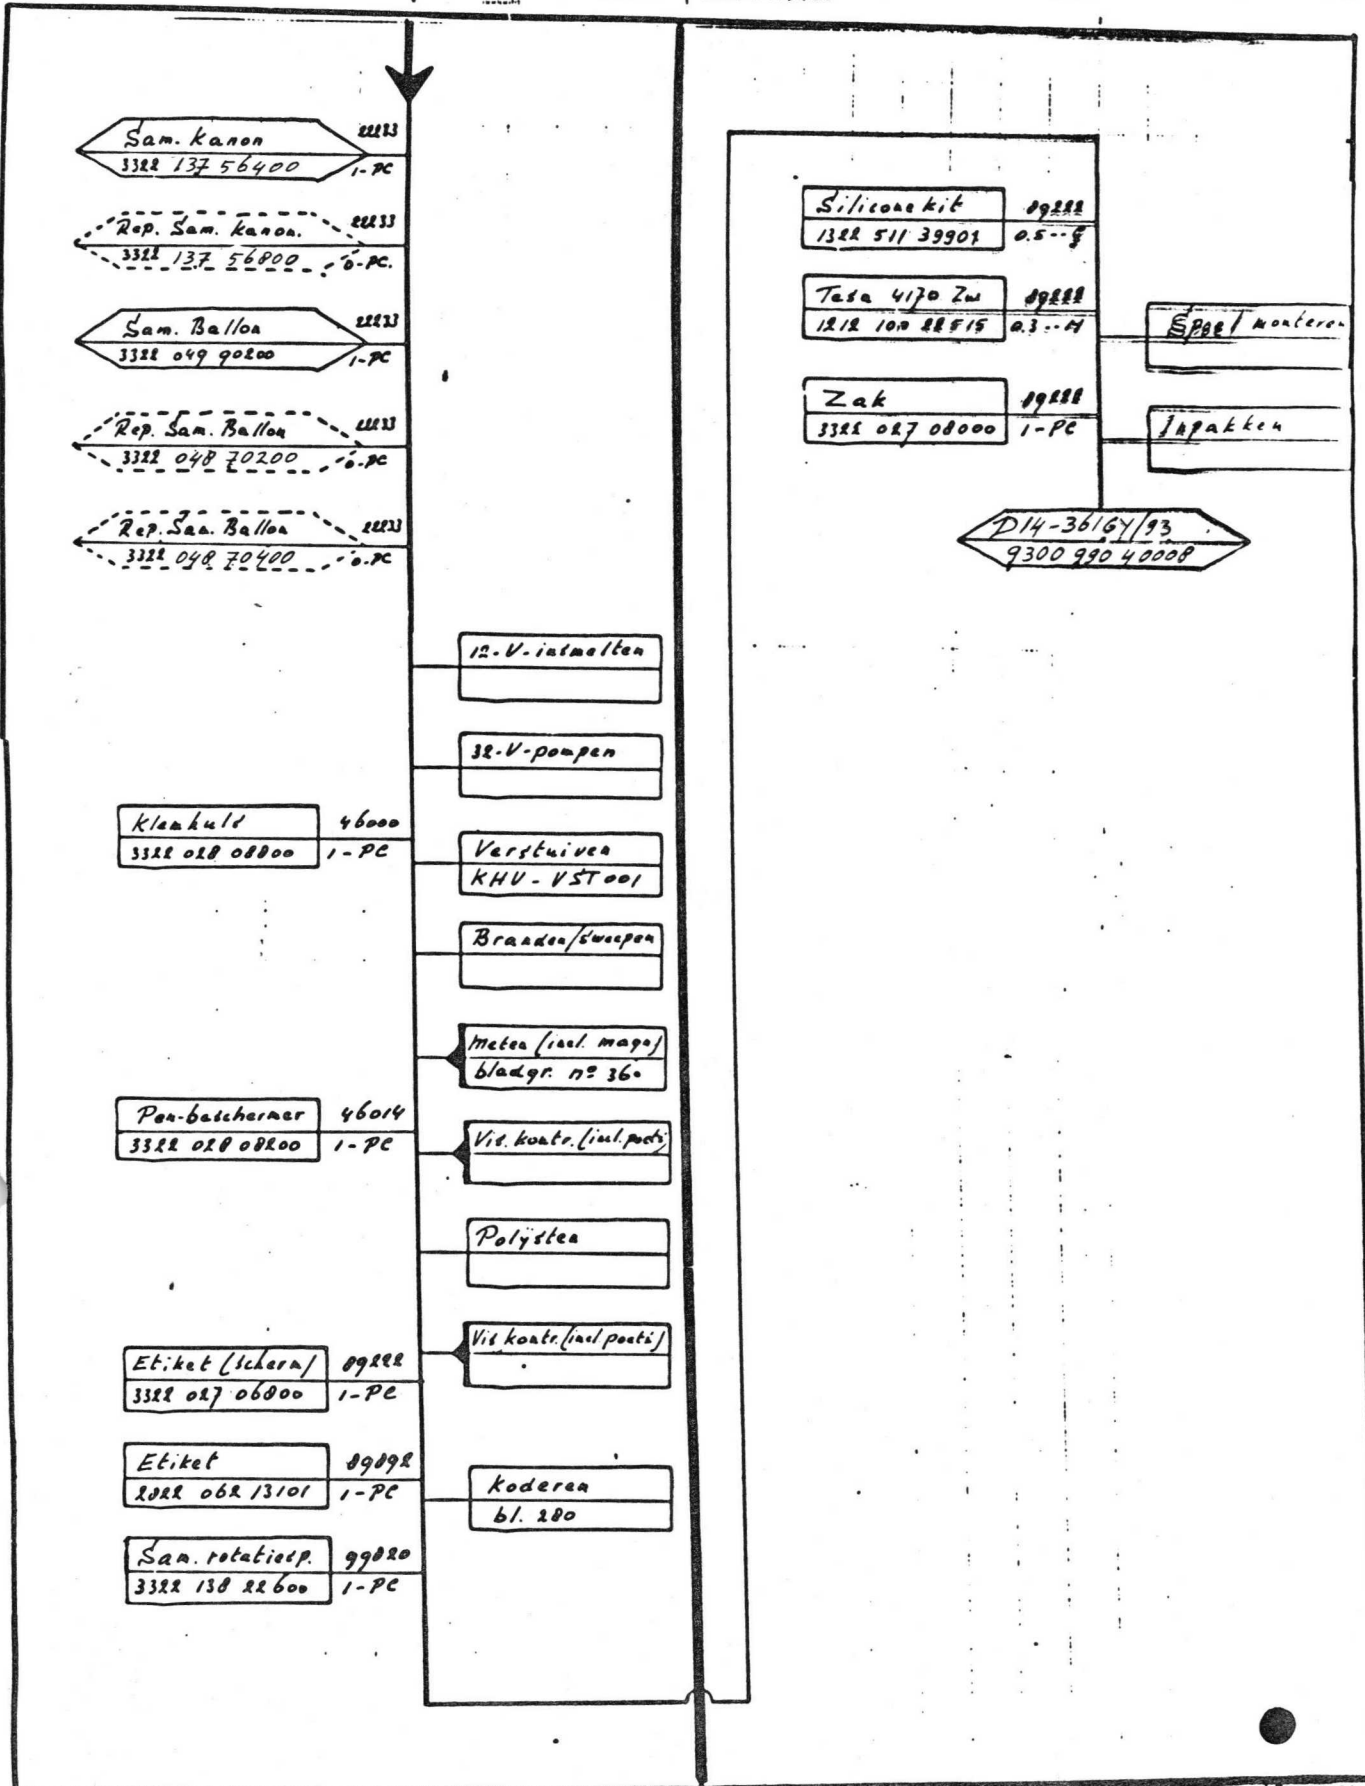 Sam. Kanon 22233
3322 137 56400 1-PC
Rep. Sam. Kanon. 22233
3322 137 56800 0-PC.
Sam. Ballon 22233
3322 049 90200 1-PC
Rep. Sam. Ballon 22233
3322 048 70200 0-PC
Rep. Sam. Ballon 22233
3322 048 70400 0-PC
12-V-insmelten
32-V-pompen
Klemhuls 46000
3322 028 08800 1-PC
Verstuiven
KHV-VST001
Branden/sweepen
Meten (incl. magn)
bladgr. nº 360
Pen-beschermer 46014
3322 028 08200 1-PC
Vis. kontr. (incl. poets)
Polijsten
Vis kontr. (incl poets)
Etiket (scherm) 89222
3322 027 06800 1-PC
Etiket 89892
2822 062 13101 1-PC
Koderen
bl. 280
Sam. rotatiesp. 99820
3322 138 22600 1-PC
Siliconekit 89222
1322 511 39901 0.5--g
Tesa 4170 Zw 89222
1212 100 22515 0.3--M
Spoel monteren
Zak 89222
3322 027 08000 1-PC
Inpakken
D14-361GY/93
9300 990 40008